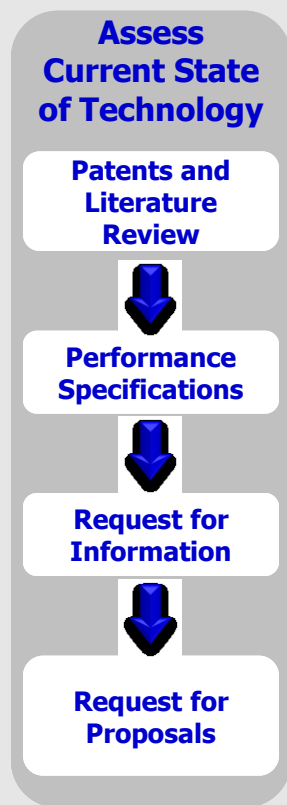 Assess
Current State
of Technology
Patents and
Literature
Review
Performance
Specifications
Request for
Information
Request for
Proposals